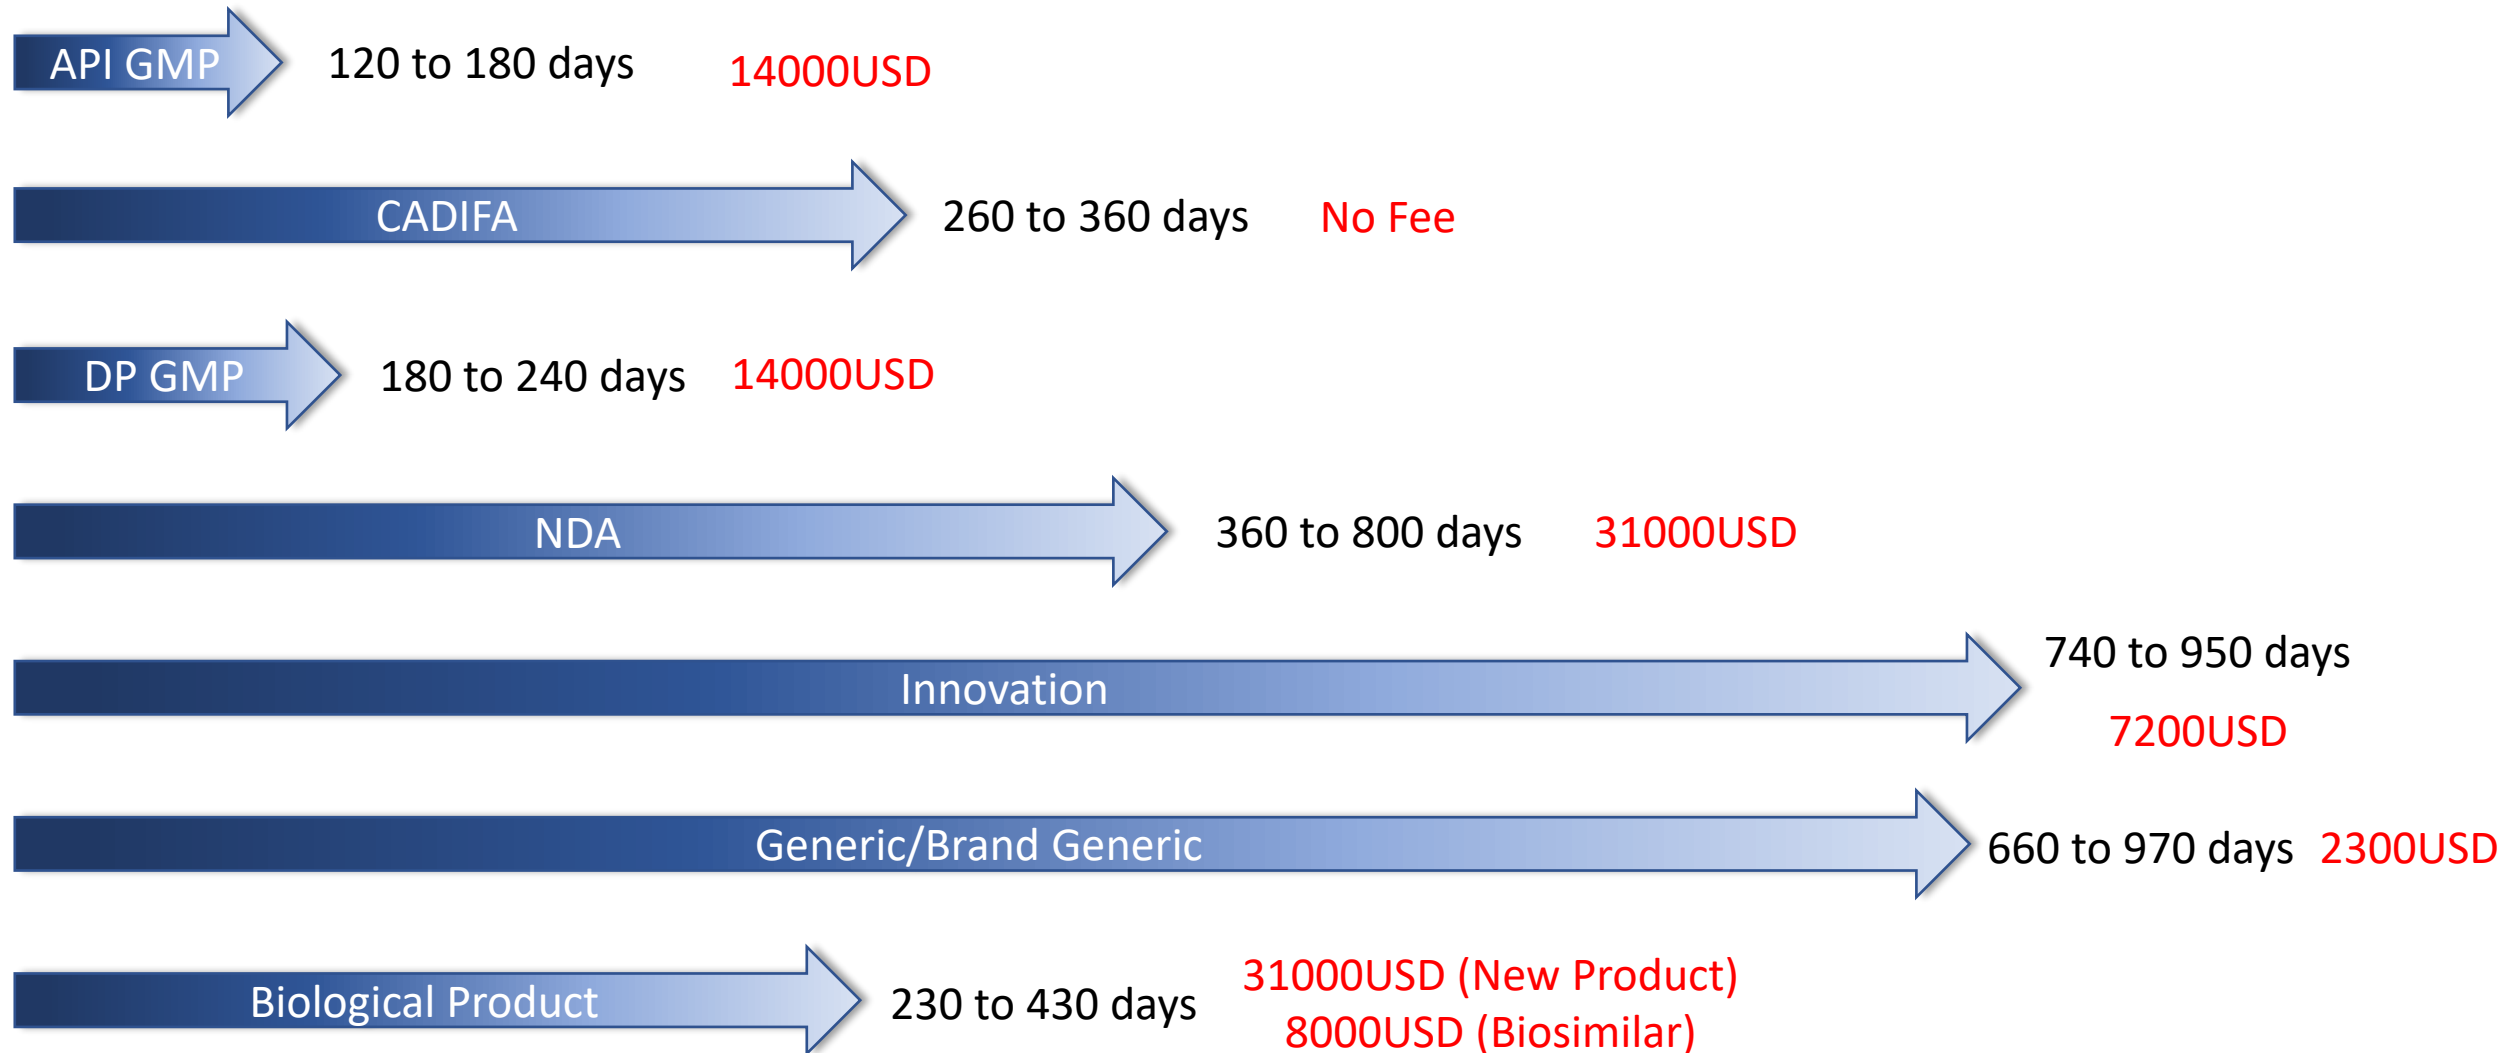 API GMP 120 to 180 days 14000USD
CADIFA 260 to 360 days No Fee
DP GMP 180 to 240 days 14000USD
NDA 360 to 800 days 31000USD
Innovation 740 to 950 days
7200USD
Generic/Brand Generic 660 to 970 days 2300USD
Biological Product 230 to 430 days 31000USD (New Product)
8000USD (Biosimilar)